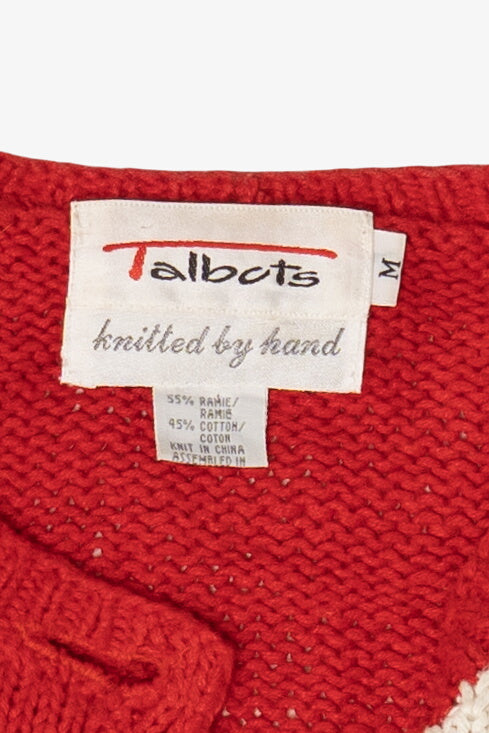 Talbots
M
knitted by hand
55% RAMIE/
RAMIE
45% COTTON/
COTON
KNIT IN CHINA
ASSEMBLED IN